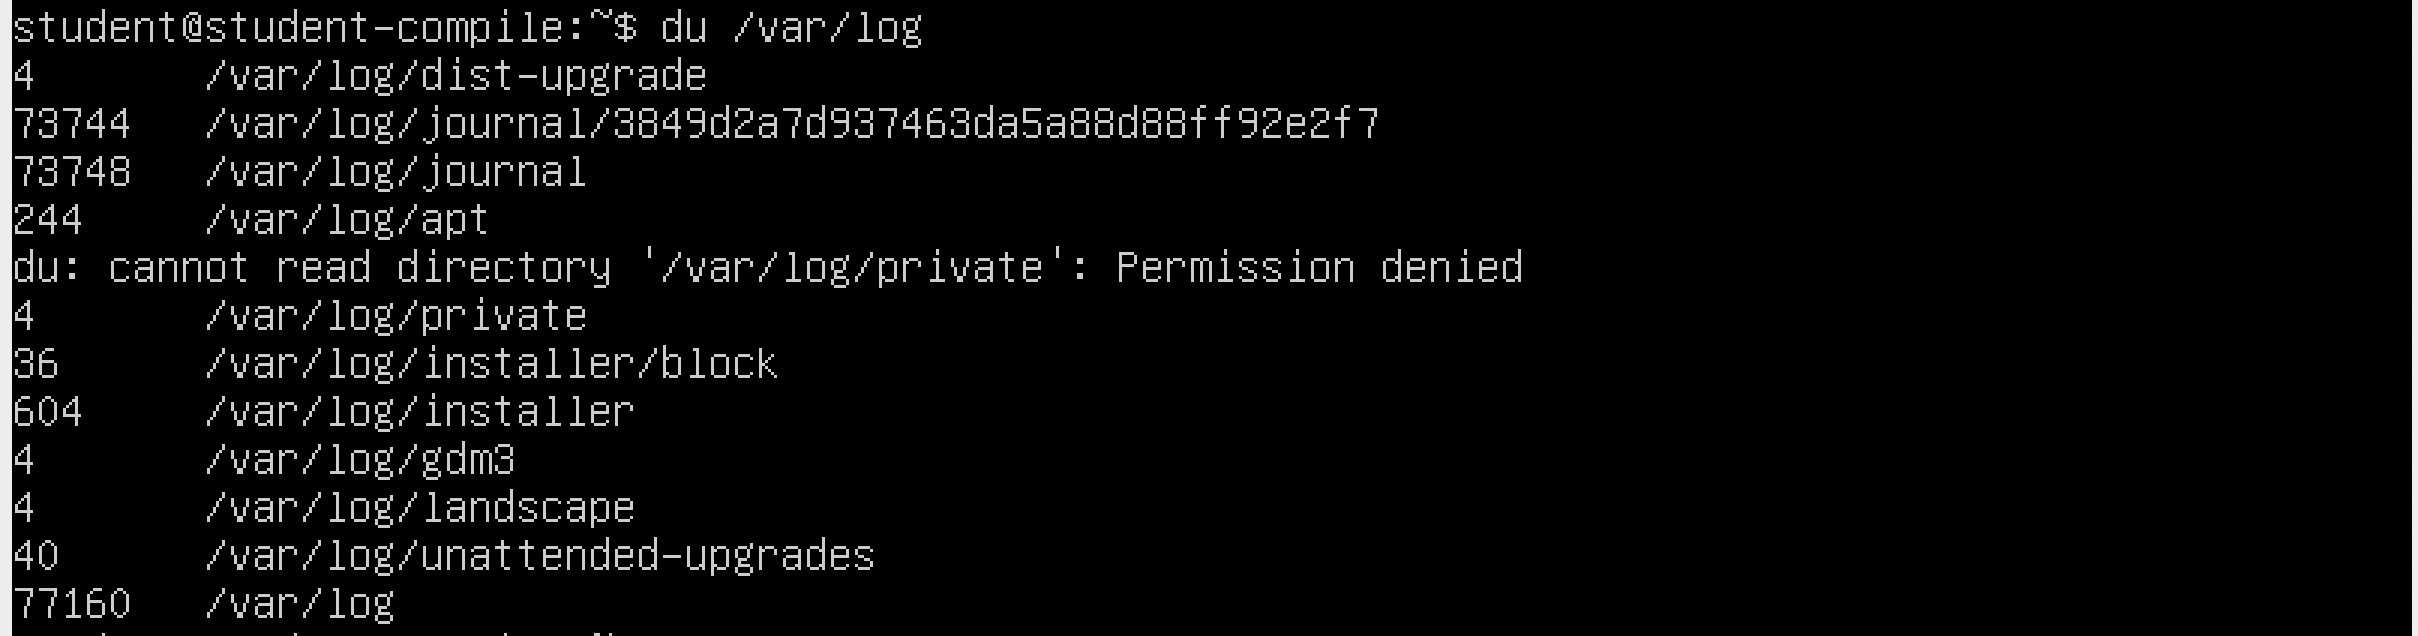 student@student-compile:~$ du /var/log
4 /var/log/dist-upgrade
73744 /var/log/journal/3849d2a7d937463da5a88d88ff92e2f7
73748 /var/log/journal
244 /var/log/apt
du: cannot read directory '/var/log/private': Permission denied
4 /var/log/private
36 /var/log/installer/block
604 /var/log/installer
4 /var/log/gdm3
4 /var/log/landscape
40 /var/log/unattended-upgrades
77160 /var/log